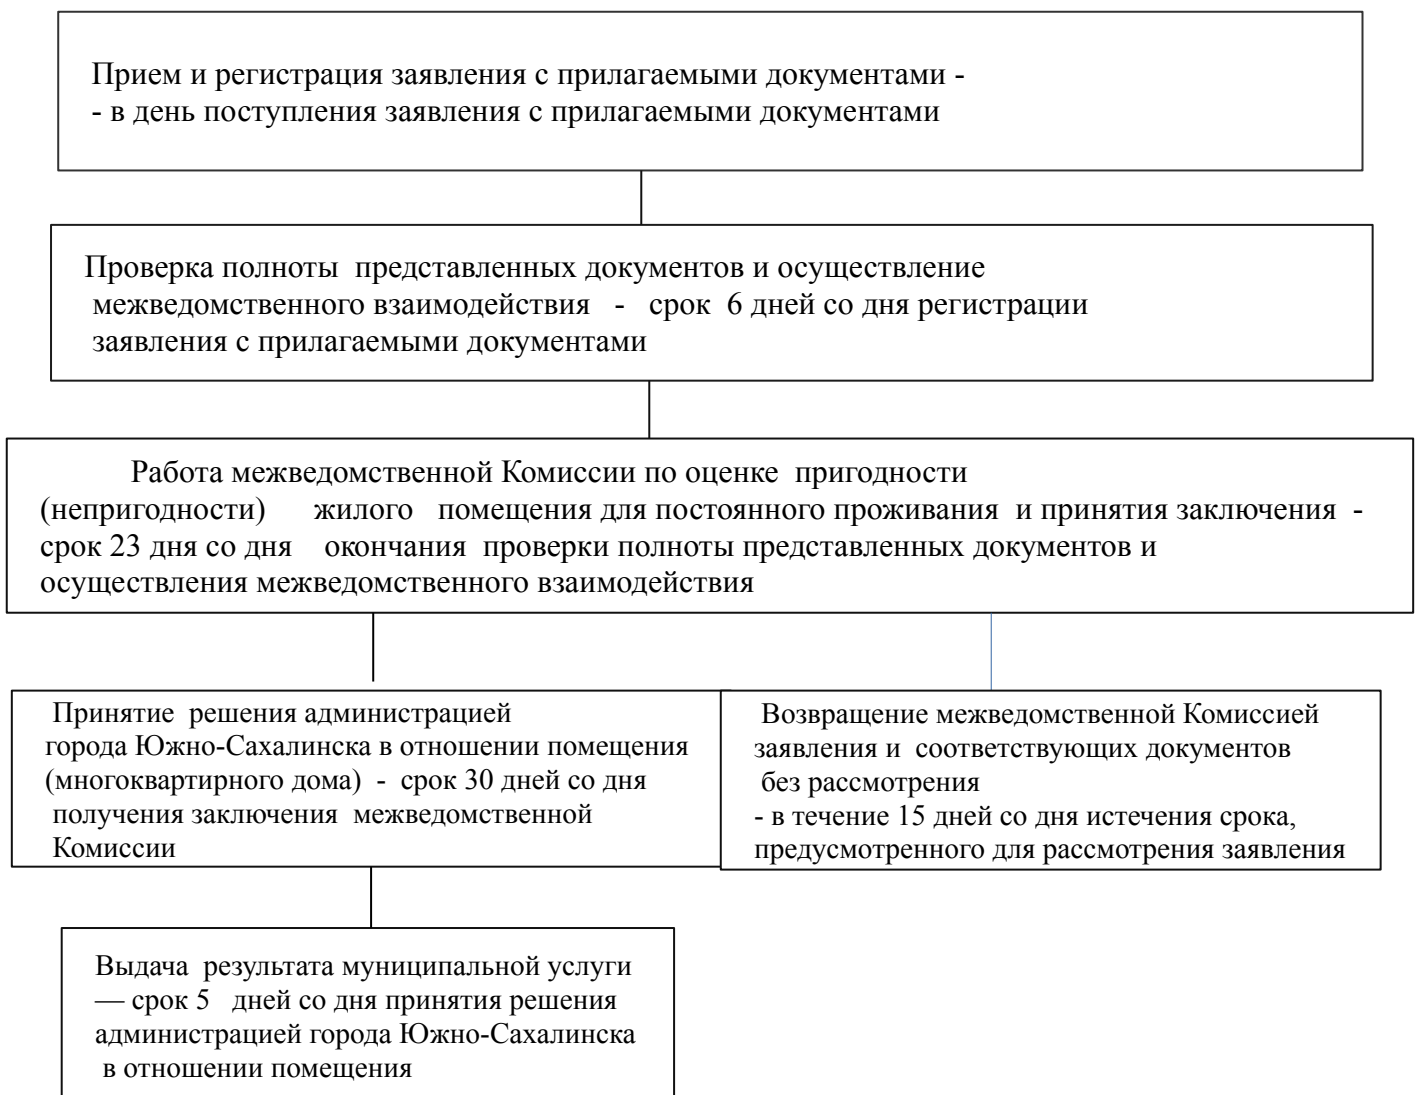 Прием и регистрация заявления с прилагаемыми документами -
- в день поступления заявления с прилагаемыми документами
Проверка полноты представленных документов и осуществление
межведомственного взаимодействия - срок 6 дней со дня регистрации
заявления с прилагаемыми документами
Работа межведомственной Комиссии по оценке пригодности
(непригодности) жилого помещения для постоянного проживания и принятия заключения -
срок 23 дня со дня окончания проверки полноты представленных документов и
осуществления межведомственного взаимодействия
Принятие решения администрацией
города Южно-Сахалинска в отношении помещения
(многоквартирного дома) - срок 30 дней со дня
получения заключения межведомственной
Комиссии
Возвращение межведомственной Комиссией
заявления и соответствующих документов
без рассмотрения
- в течение 15 дней со дня истечения срока,
предусмотренного для рассмотрения заявления
Выдача результата муниципальной услуги
— срок 5 дней со дня принятия решения
администрацией города Южно-Сахалинска
в отношении помещения